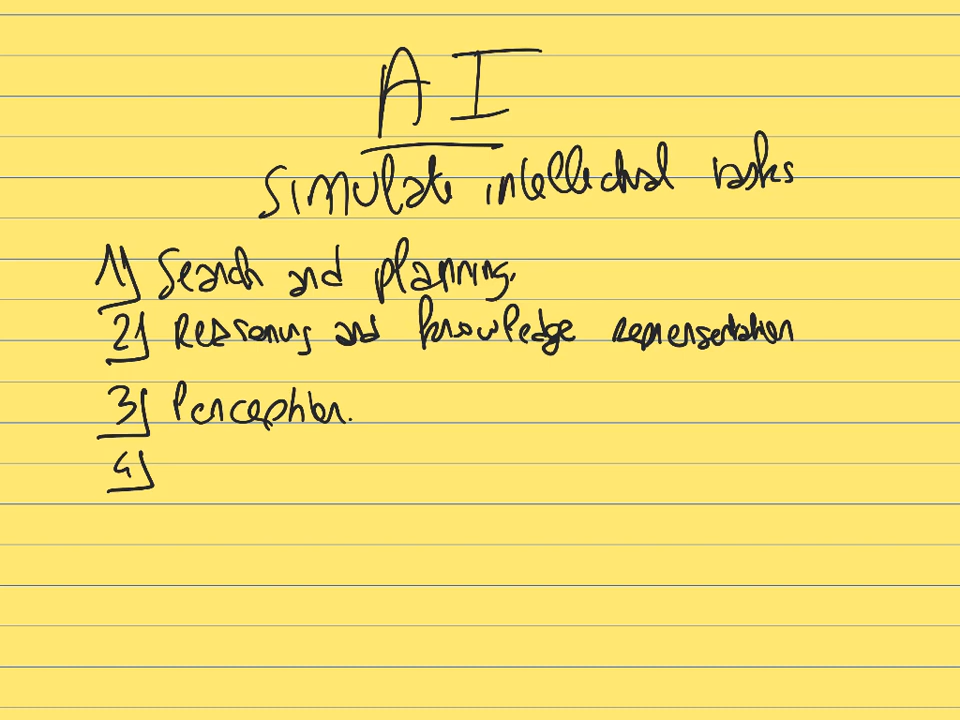 AI
Simulate intellectual tasks
1) Search and planning.
2) Reasoning and knowledge representation
3) Perception.
4)